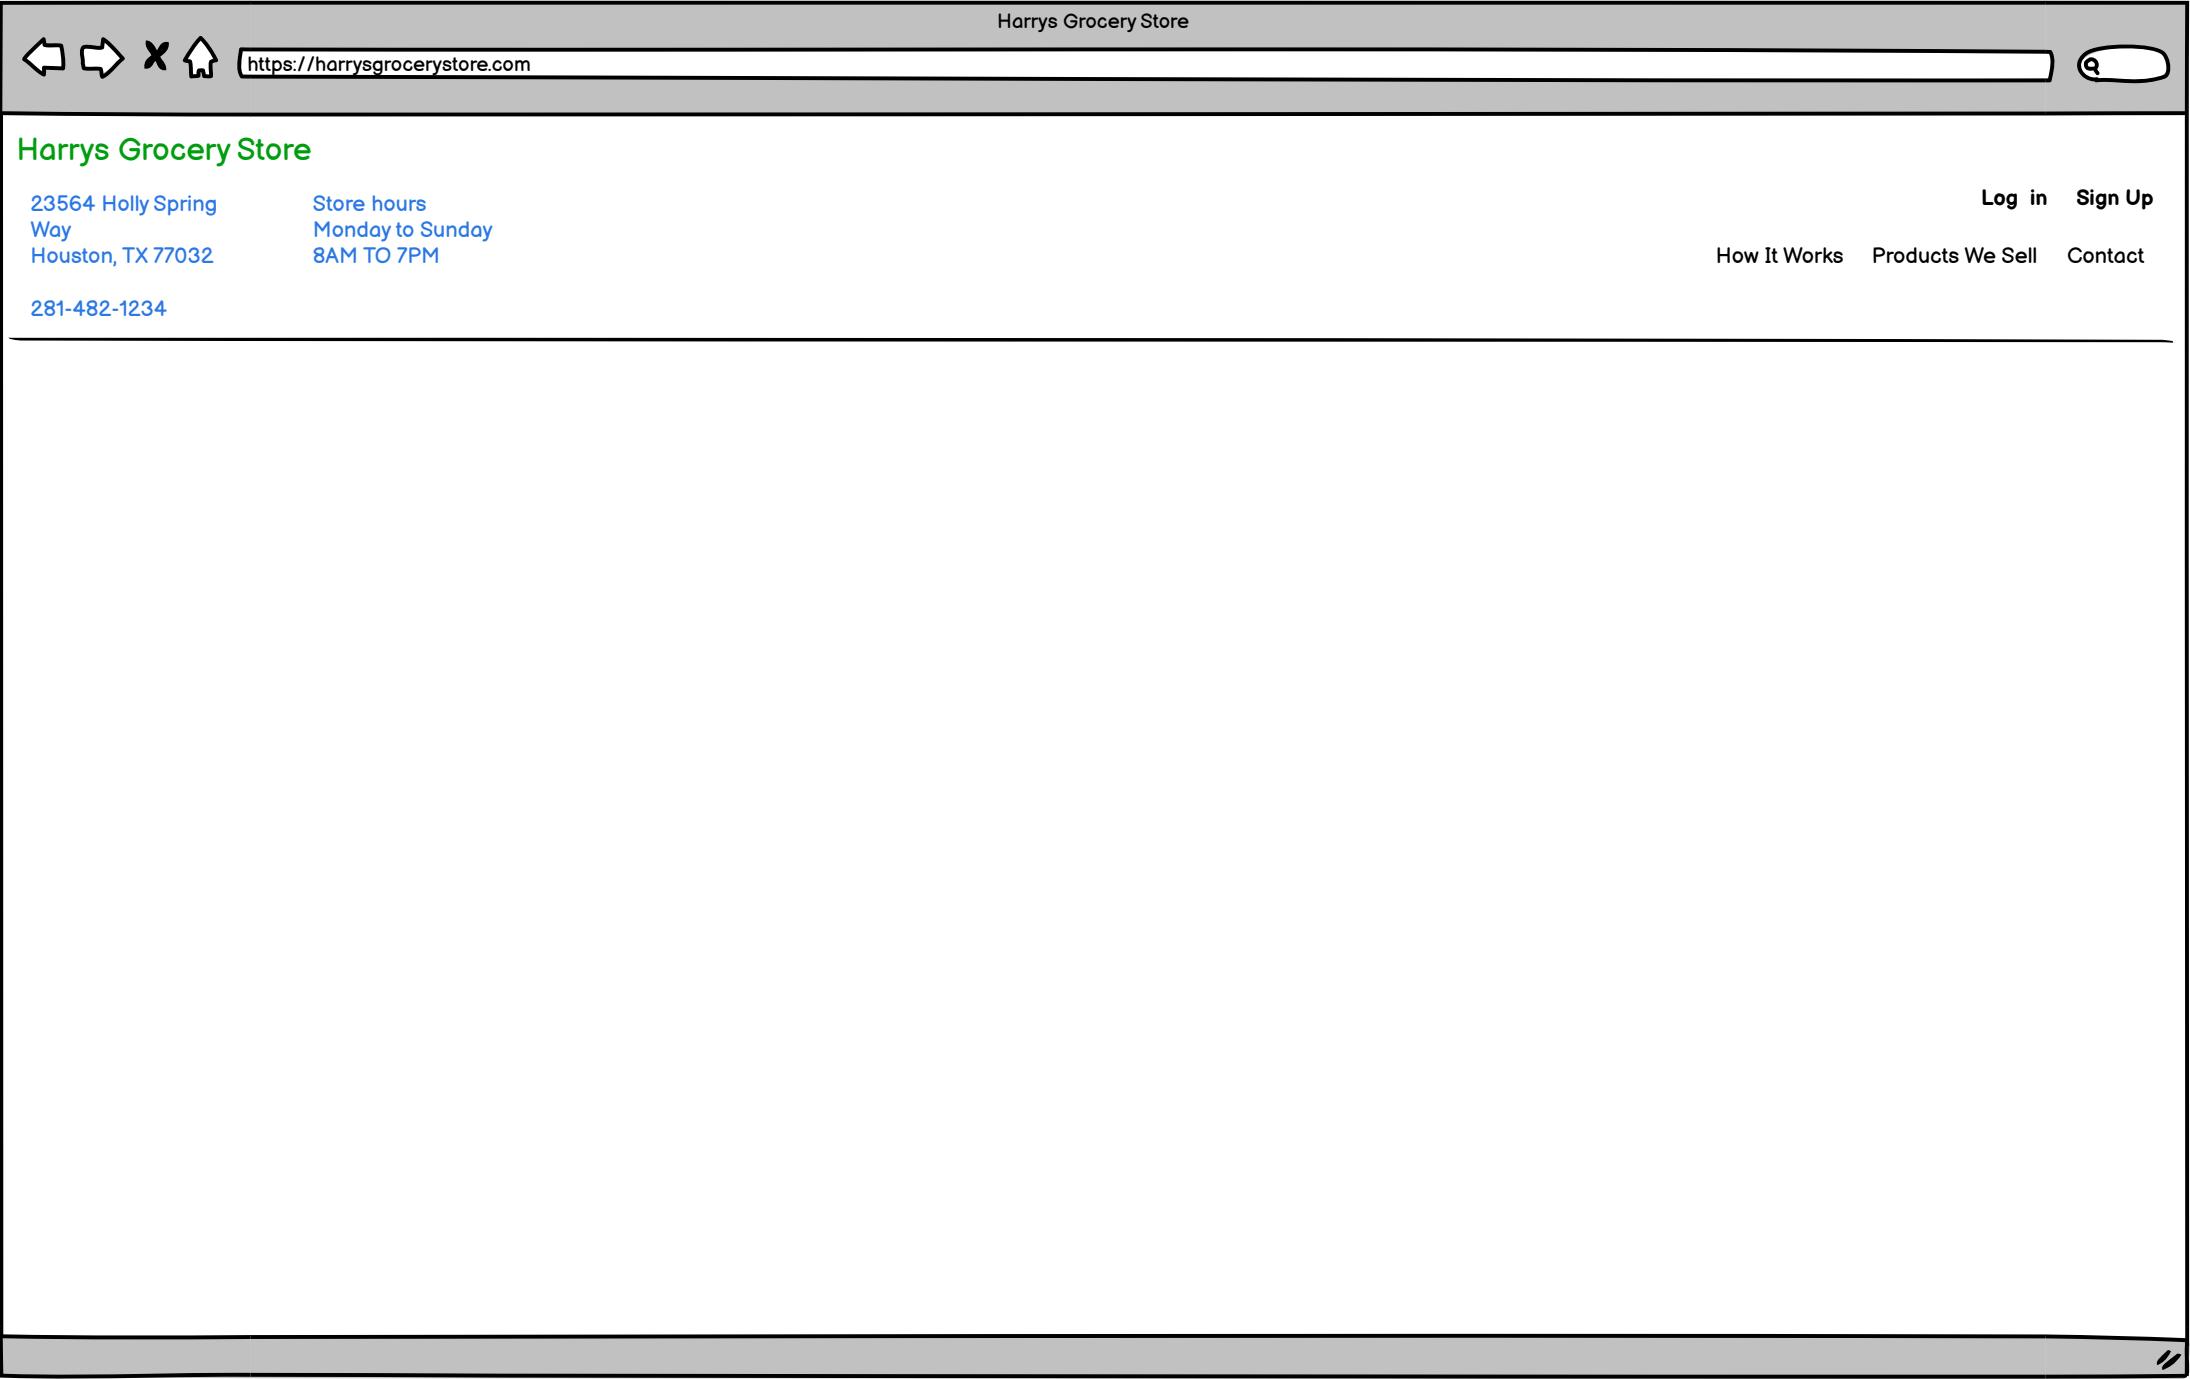 Harrys Grocery Store
https://harrysgrocerystore.com
Harrys Grocery Store
23564 Holly Spring
Way
Houston, TX 77032
281-482-1234
Store hours
Monday to Sunday
8AM TO 7PM
Log in Sign Up
How It Works Products We Sell Contact